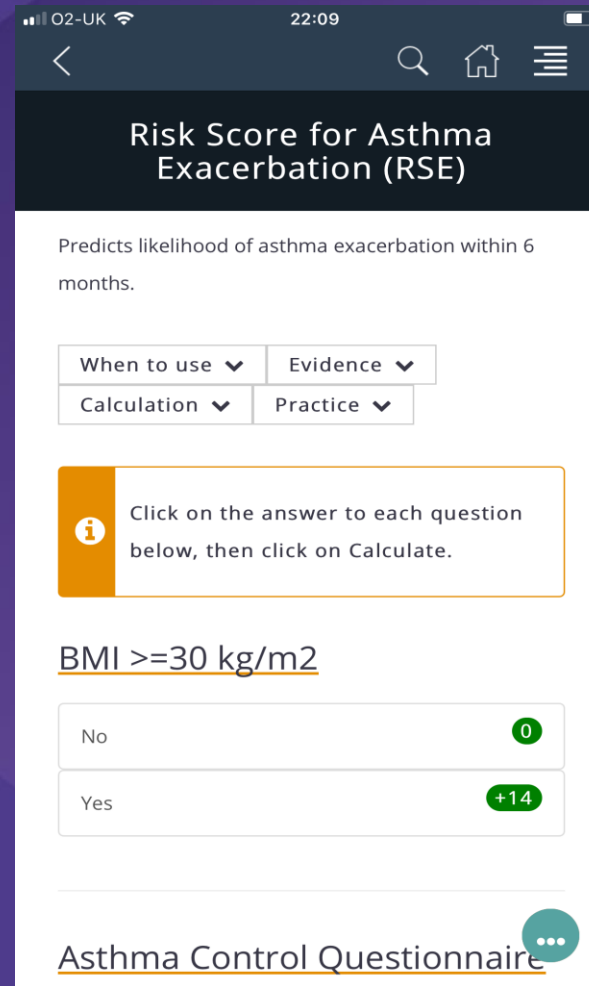 O2-UK 22:09
Risk Score for Asthma
Exacerbation (RSE)
Predicts likelihood of asthma exacerbation within 6
months.
When to use Evidence
Calculation Practice
Click on the answer to each question
below, then click on Calculate.
BMI >=30 kg/m2
No 0
Yes +14
Asthma Control Questionnaire